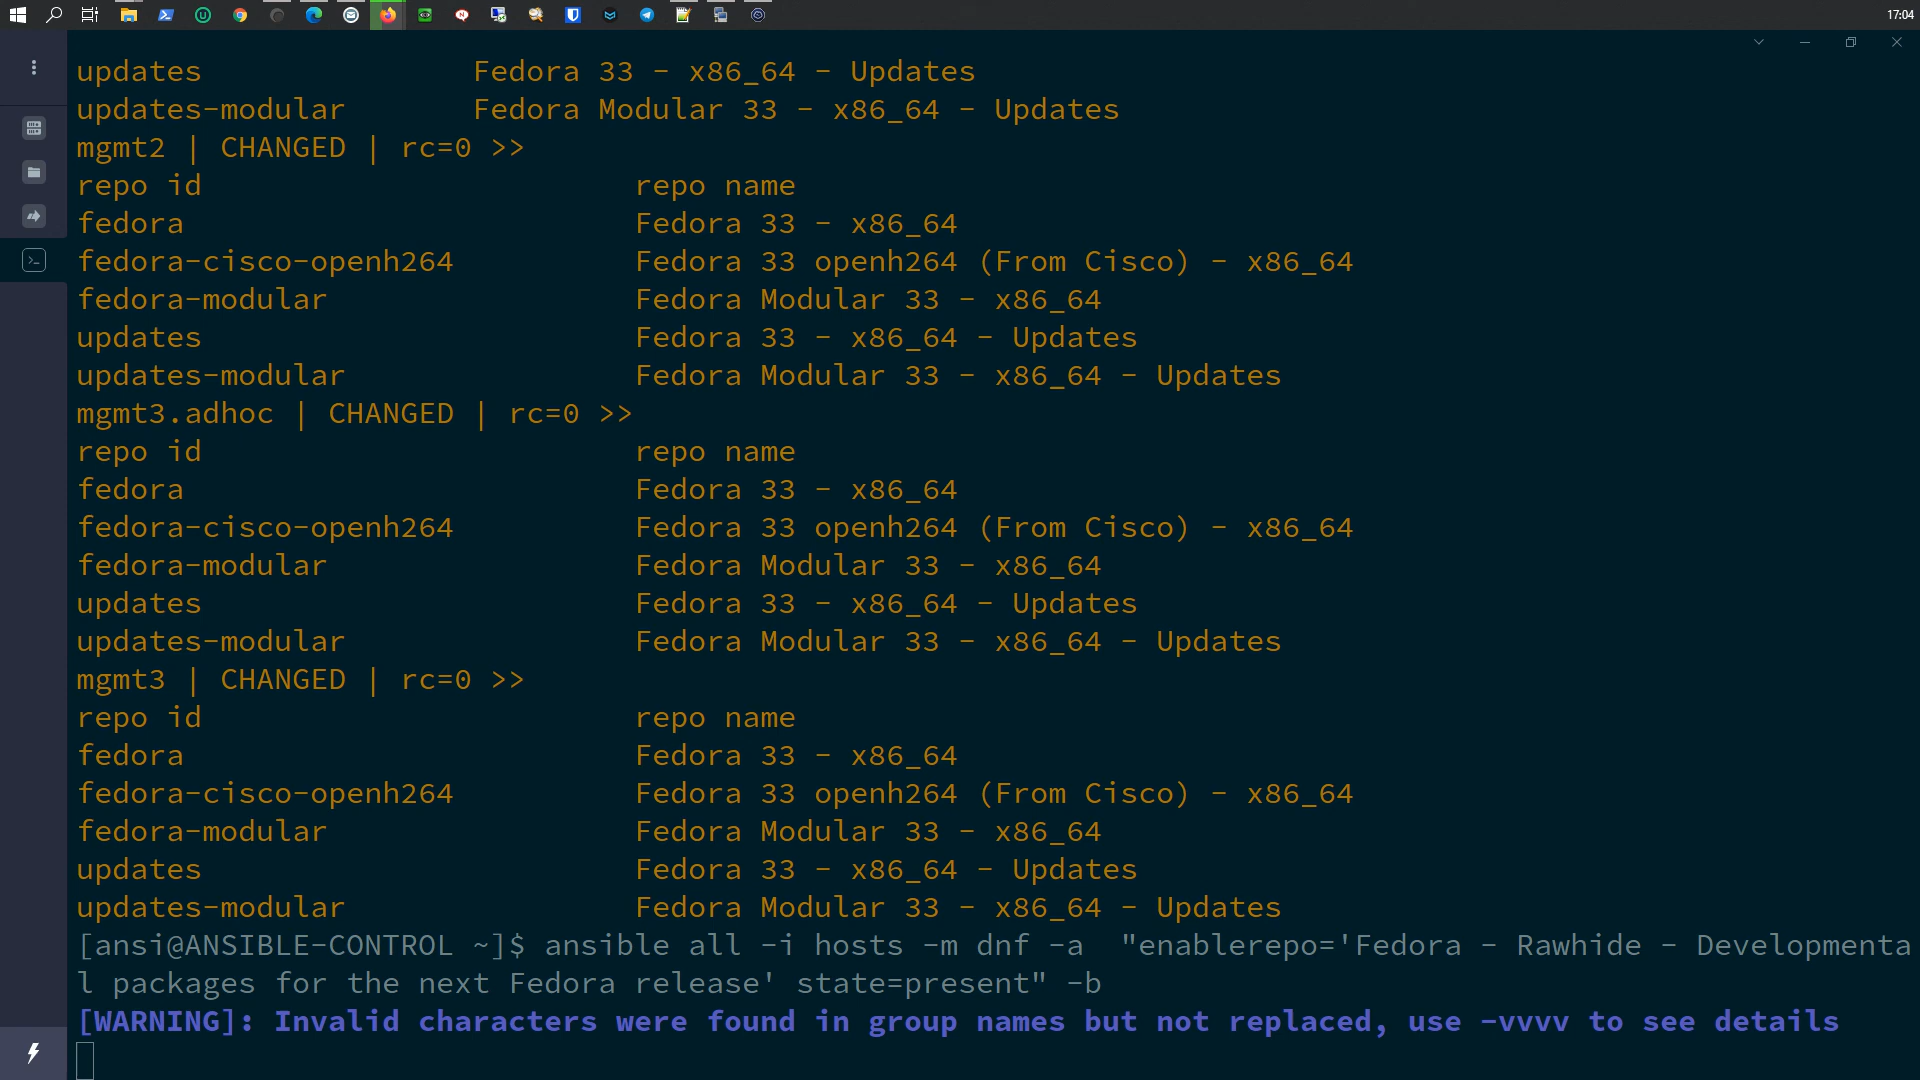 17:04
updates Fedora 33 - x86_64 - Updates
updates-modular Fedora Modular 33 - x86_64 - Updates
mgmt2 | CHANGED | rc=0 >>
repo id repo name
fedora Fedora 33 - x86_64
fedora-cisco-openh264 Fedora 33 openh264 (From Cisco) - x86_64
fedora-modular Fedora Modular 33 - x86_64
updates Fedora 33 - x86_64 - Updates
updates-modular Fedora Modular 33 - x86_64 - Updates
mgmt3.adhoc | CHANGED | rc=0 >>
repo id repo name
fedora Fedora 33 - x86_64
fedora-cisco-openh264 Fedora 33 openh264 (From Cisco) - x86_64
fedora-modular Fedora Modular 33 - x86_64
updates Fedora 33 - x86_64 - Updates
updates-modular Fedora Modular 33 - x86_64 - Updates
mgmt3 | CHANGED | rc=0 >>
repo id repo name
fedora Fedora 33 - x86_64
fedora-cisco-openh264 Fedora 33 openh264 (From Cisco) - x86_64
fedora-modular Fedora Modular 33 - x86_64
updates Fedora 33 - x86_64 - Updates
updates-modular Fedora Modular 33 - x86_64 - Updates
[ansi@ANSIBLE-CONTROL ~]$ ansible all -i hosts -m dnf -a  "enablerepo='Fedora - Rawhide - Developmenta
l packages for the next Fedora release' state=present" -b
[WARNING]: Invalid characters were found in group names but not replaced, use -vvvv to see details